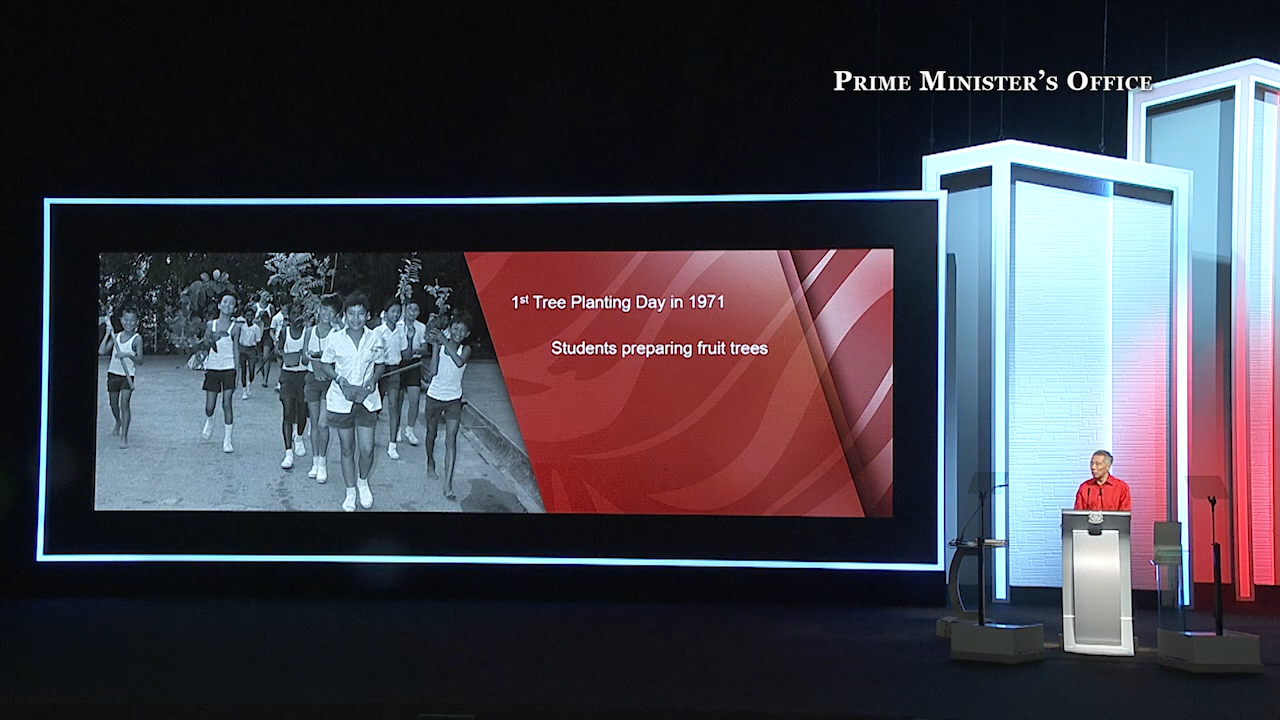 PRIME MINISTER'S OFFICE
1st Tree Planting Day in 1971
Students preparing fruit trees